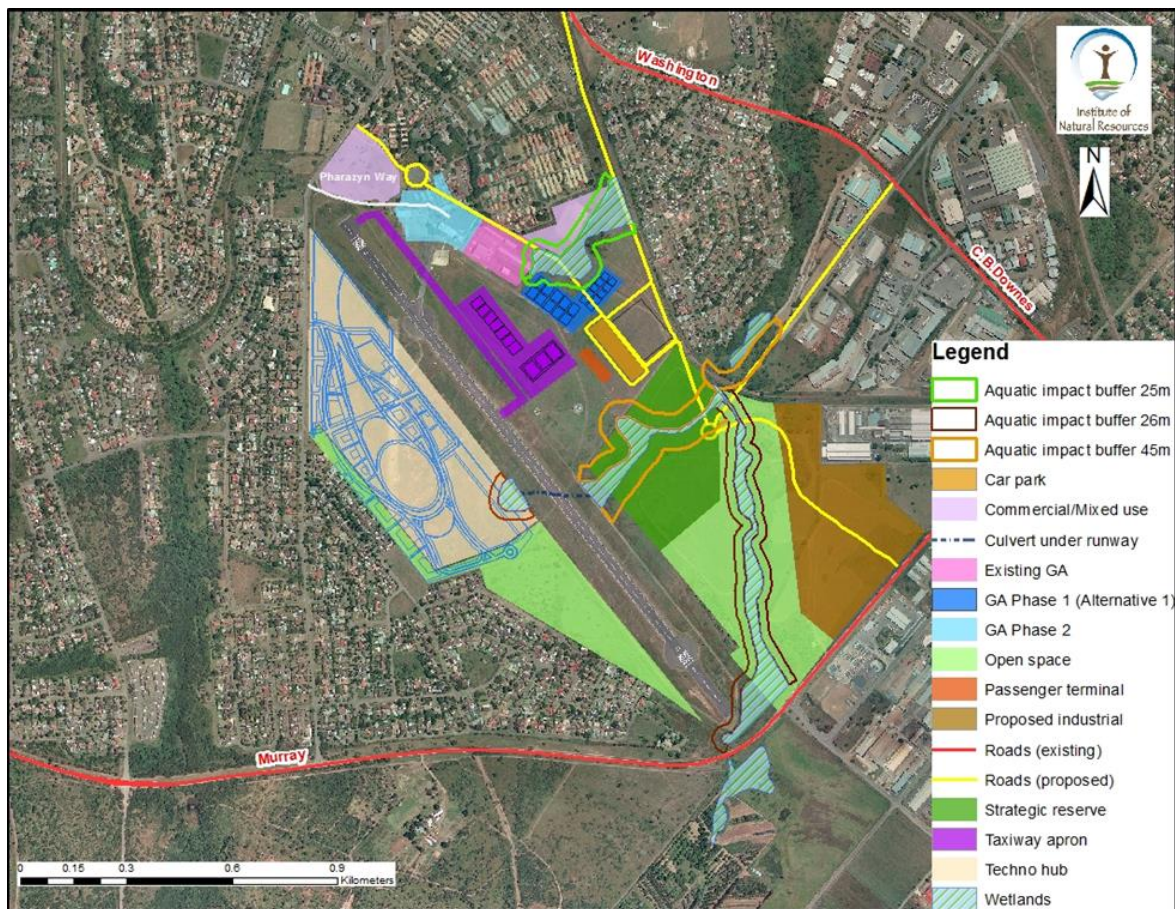 Washington
Institute of
Natural Resources
N
Pharazyn Way
C.B.Downes
Murray
Legend
Aquatic impact buffer 25m
Aquatic impact buffer 26m
Aquatic impact buffer 45m
Car park
Commercial/Mixed use
Culvert under runway
Existing GA
GA Phase 1 (Alternative 1)
GA Phase 2
Open space
Passenger terminal
Proposed industrial
Roads (existing)
Roads (proposed)
Strategic reserve
Taxiway apron
Techno hub
Wetlands
0 0.15 0.3 0.6 0.9
Kilometers